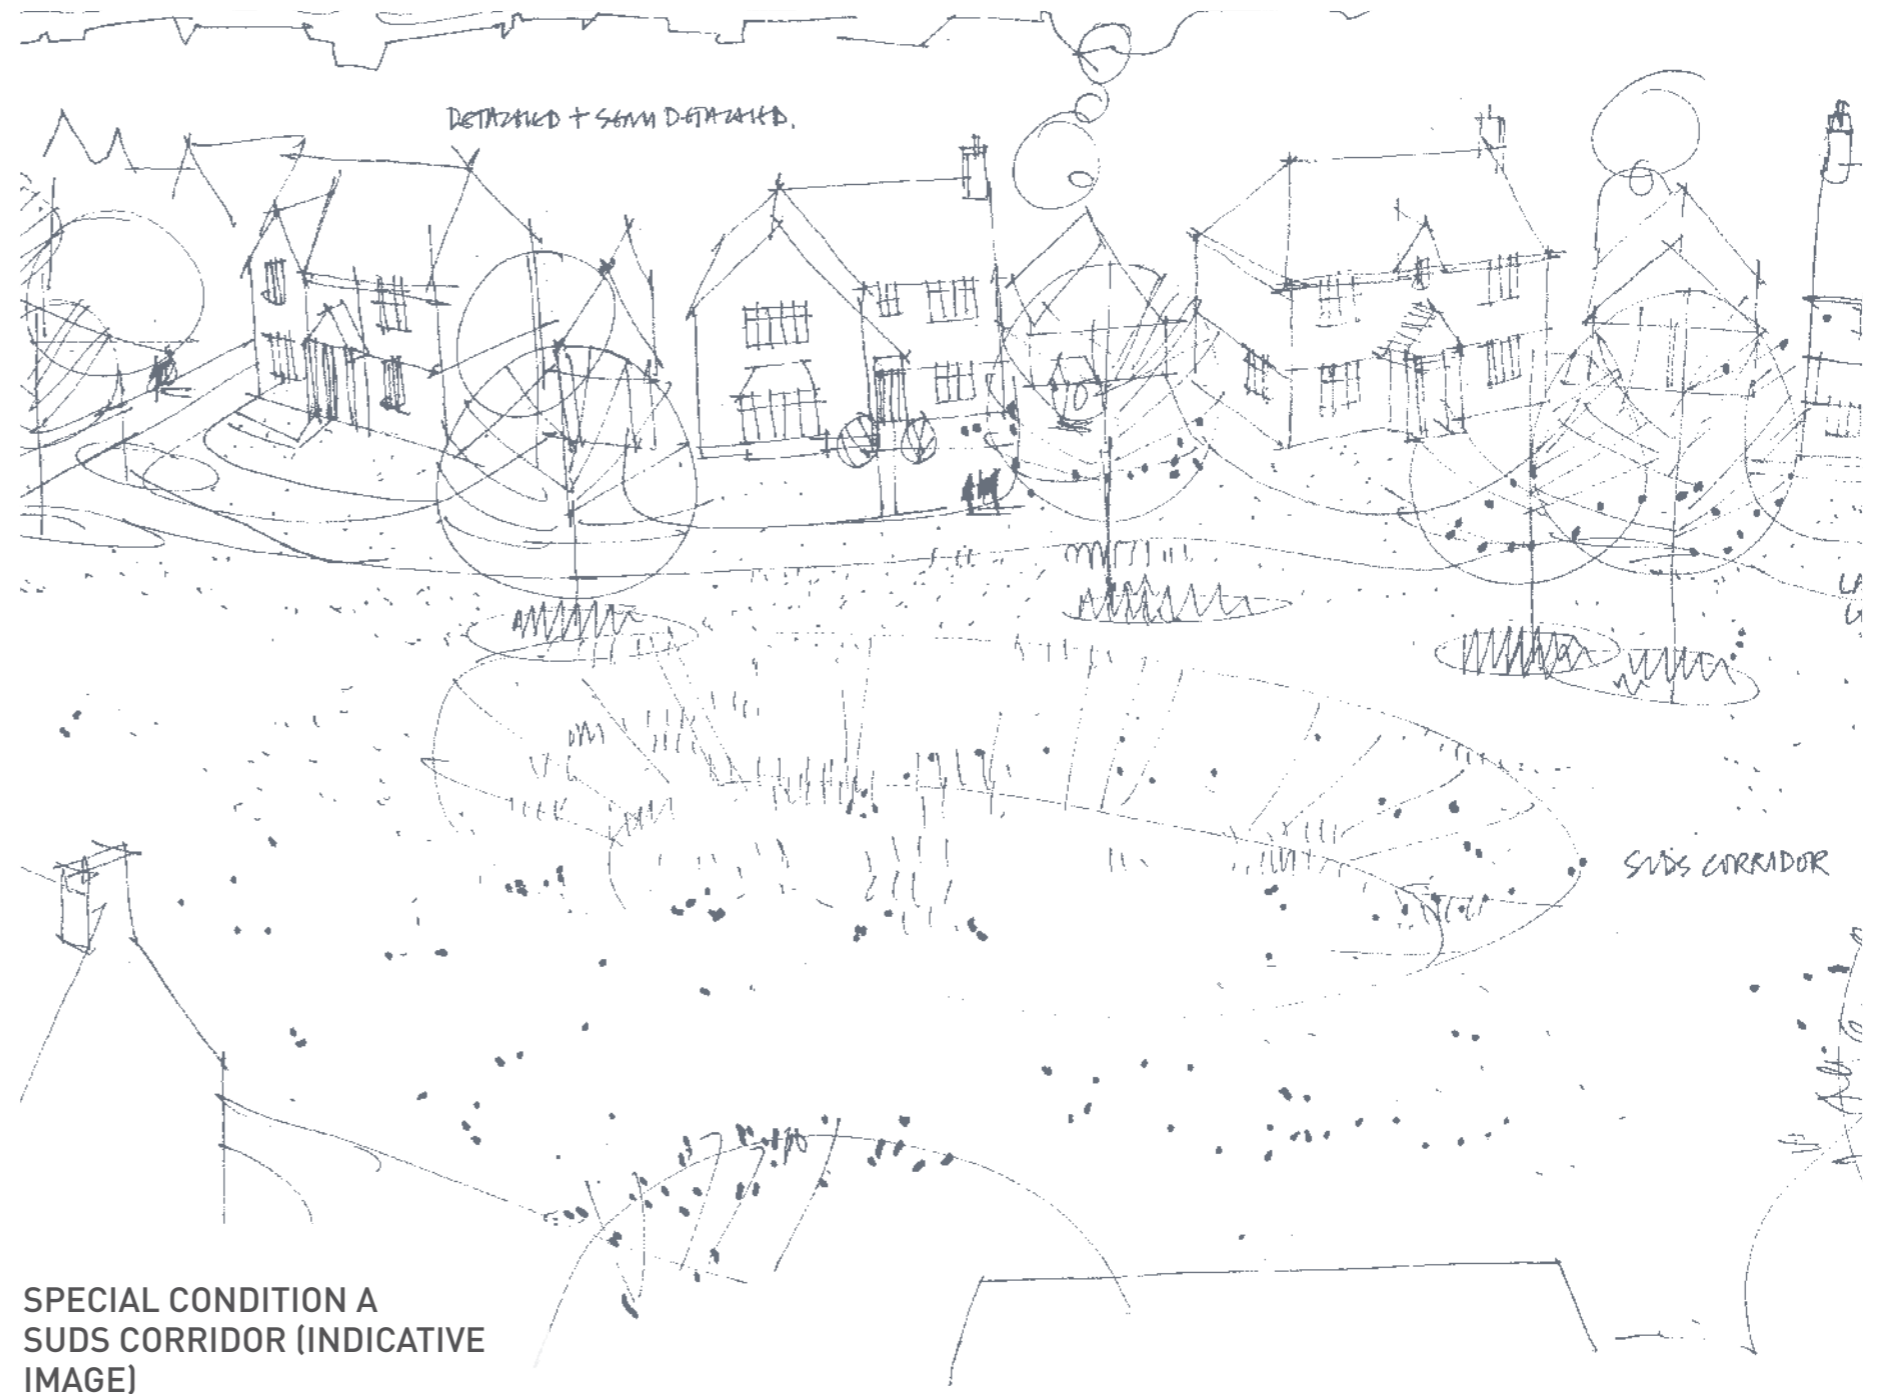 DETACHED + SEMI DETACHED.
SUDS CORRIDOR
SPECIAL CONDITION A
SUDS CORRIDOR (INDICATIVE
IMAGE)